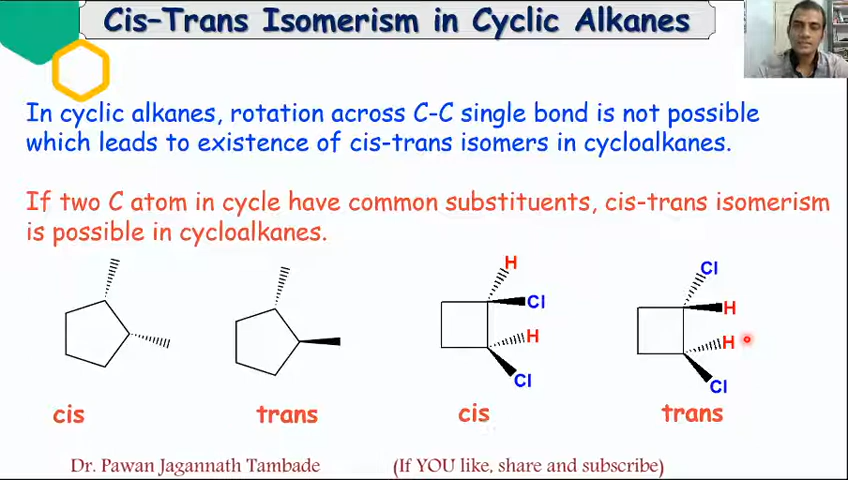 Cis-Trans Isomerism in Cyclic Alkanes
In cyclic alkanes, rotation across C-C single bond is not possible
which leads to existence of cis-trans isomers in cycloalkanes.
If two C atom in cycle have common substituents, cis-trans isomerism
is possible in cycloalkanes.
H
Cl
H
Cl
Cl
H
H
Cl
cis
trans
cis
trans
Dr. Pawan Jagannath Tambade
(If YOU like, share and subscribe)